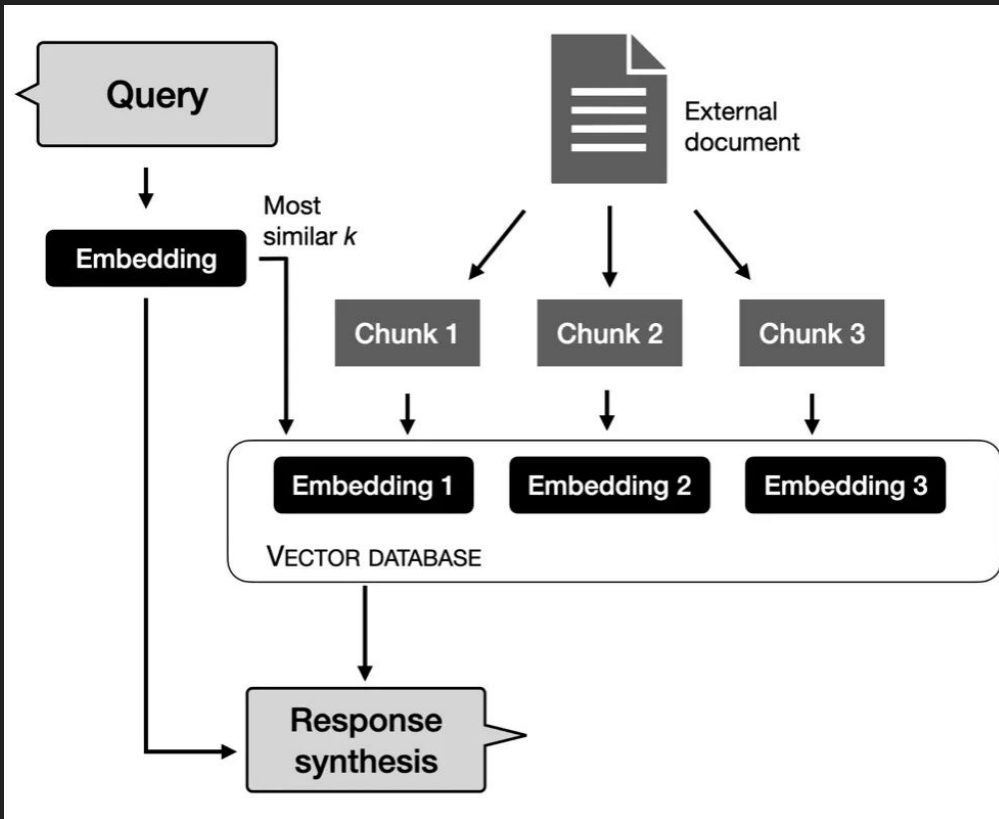 Query
External
document
Most
similar k
Embedding
Chunk 1
Chunk 2
Chunk 3
Embedding 1
Embedding 2
Embedding 3
VECTOR DATABASE
Response
synthesis